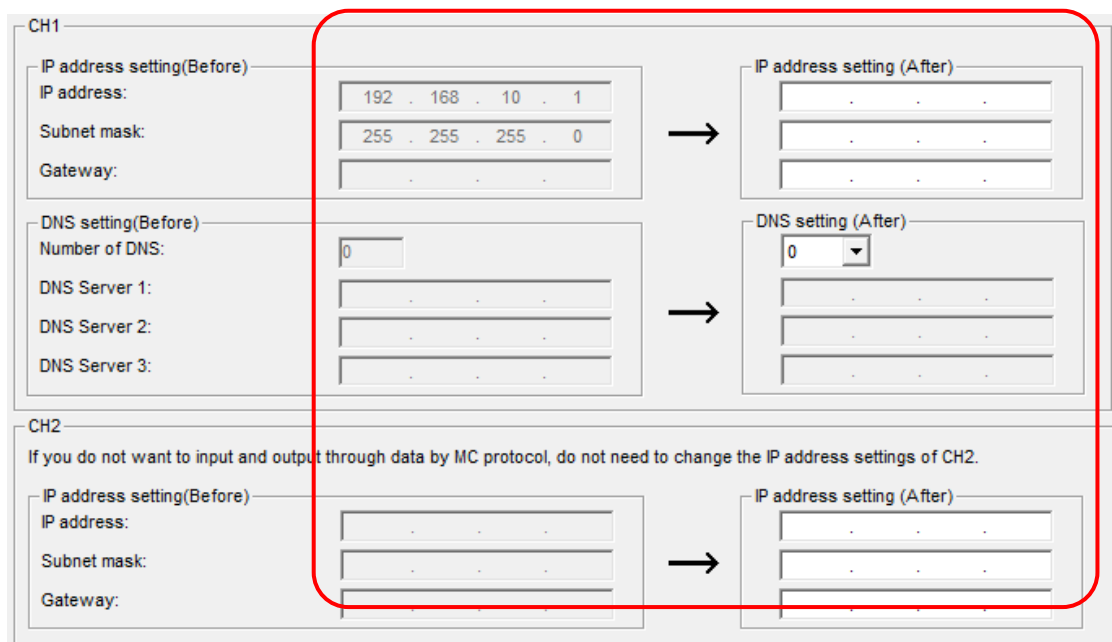 CH1
IP address setting(Before)
IP address: 192 . 168 . 10 . 1
Subnet mask: 255 . 255 . 255 . 0
Gateway: . . .
IP address setting (After)
. . .
. . .
. . .
DNS setting(Before)
Number of DNS: 0
DNS Server 1: . . .
DNS Server 2: . . .
DNS Server 3: . . .
DNS setting (After)
0
. . .
. . .
. . .
CH2
If you do not want to input and output through data by MC protocol, do not need to change the IP address settings of CH2.
IP address setting(Before)
IP address: . . .
Subnet mask: . . .
Gateway: . . .
IP address setting (After)
. . .
. . .
. . .